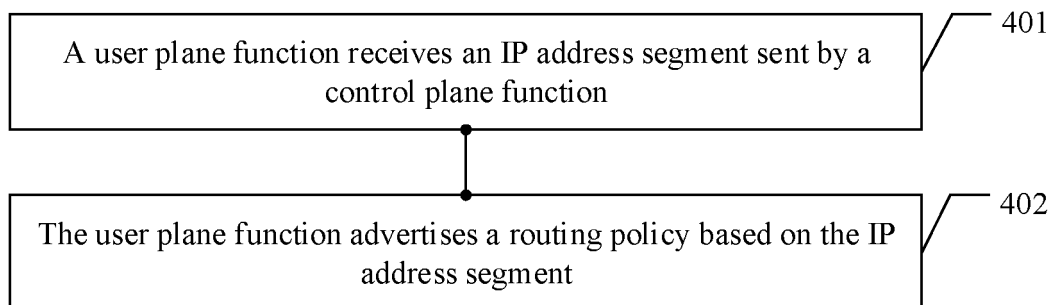 A user plane function receives an IP address segment sent by a
control plane function
401
The user plane function advertises a routing policy based on the IP
address segment
402